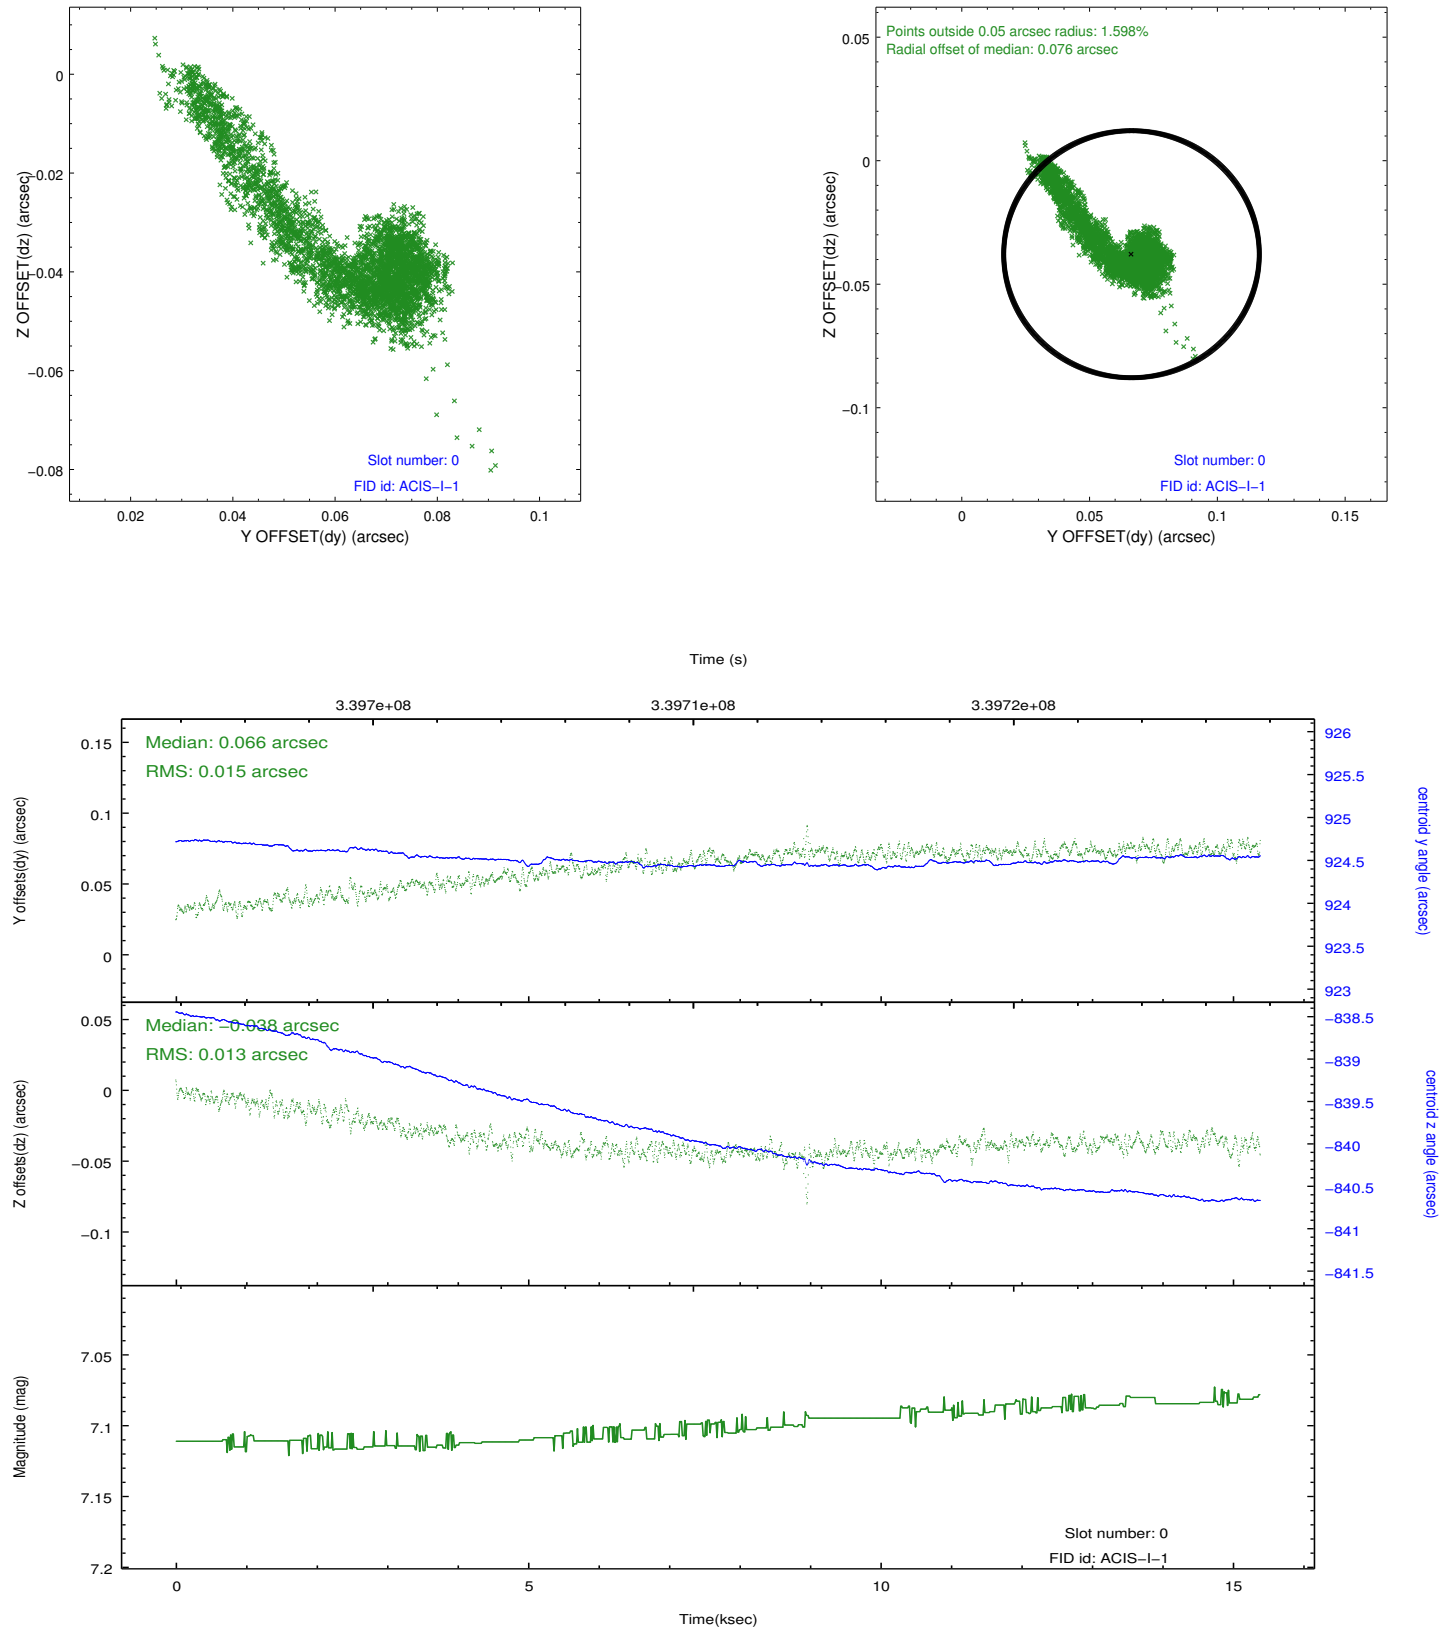 0
−0.02
−0.04
−0.06
−0.08
Z OFFSET(dz) (arcsec)
Slot number: 0
FID id: ACIS−I−1
0.02 0.04 0.06 0.08 0.1
Y OFFSET(dy) (arcsec)
Points outside 0.05 arcsec radius: 1.598%
Radial offset of median: 0.076 arcsec
0.05
0
−0.05
−0.1
Z OFFSET(dz) (arcsec)
Slot number: 0
FID id: ACIS−I−1
0 0.05 0.1 0.15
Y OFFSET(dy) (arcsec)
Time (s)
3.397e+08 3.3971e+08 3.3972e+08
Median: 0.066 arcsec
RMS: 0.015 arcsec
0.15
0.1
0.05
0
Y offsets(dy) (arcsec)
926
925.5
925
924.5
924
923.5
923
centroid y angle (arcsec)
Median: −0.038 arcsec
RMS: 0.013 arcsec
0.05
0
−0.05
−0.1
Z offsets(dz) (arcsec)
−838.5
−839
−839.5
−840
−840.5
−841
−841.5
centroid z angle (arcsec)
7.05
7.1
7.15
7.2
Magnitude (mag)
Slot number: 0
FID id: ACIS−I−1
0 5 10 15
Time(ksec)